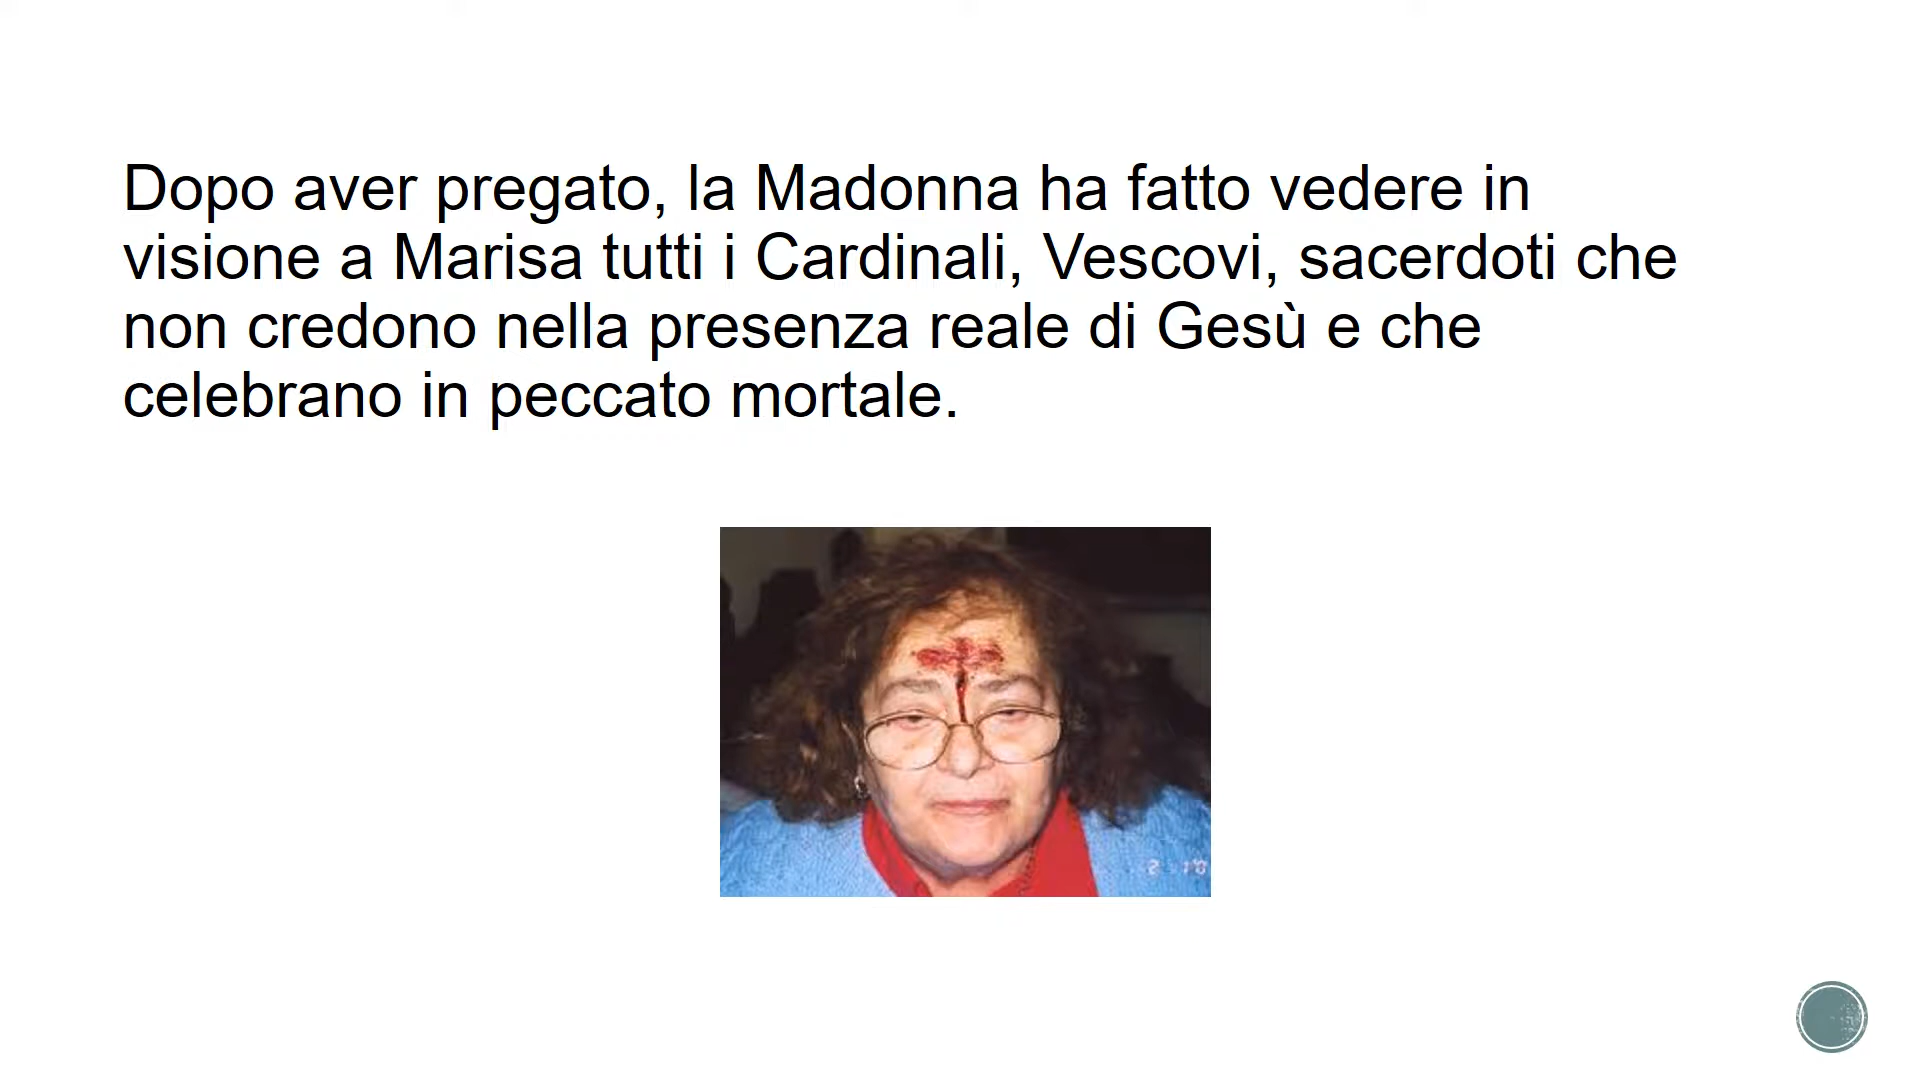 Dopo aver pregato, la Madonna ha fatto vedere in
visione a Marisa tutti i Cardinali, Vescovi, sacerdoti che
non credono nella presenza reale di Gesù e che
celebrano in peccato mortale.